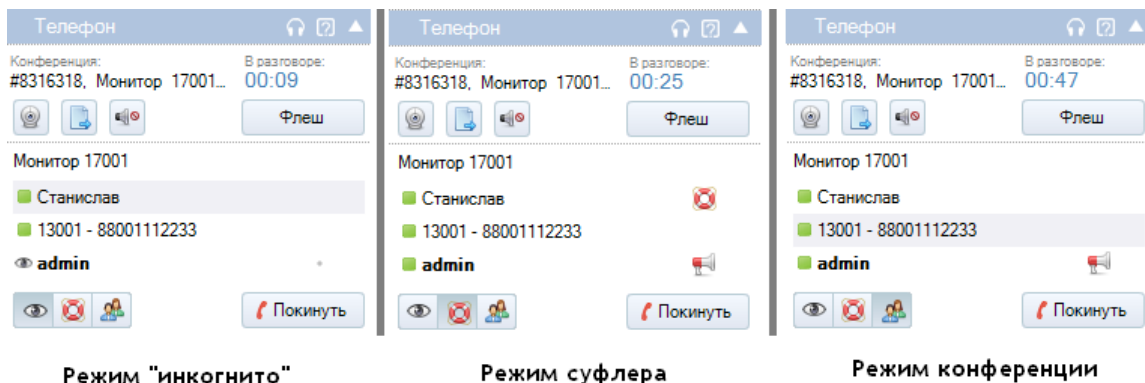 Телефон
Конференция:
В разговоре:
#8316318, Монитор 17001...
00:09
Флеш
Монитор 17001
Станислав
13001 - 88001112233
admin
Покинуть
Режим "инкогнито"
Телефон
Конференция:
В разговоре:
#8316318, Монитор 17001...
00:25
Флеш
Монитор 17001
Станислав
13001 - 88001112233
admin
Покинуть
Режим суфлера
Телефон
Конференция:
В разговоре:
#8316318, Монитор 17001...
00:47
Флеш
Монитор 17001
Станислав
13001 - 88001112233
admin
Покинуть
Режим конференции